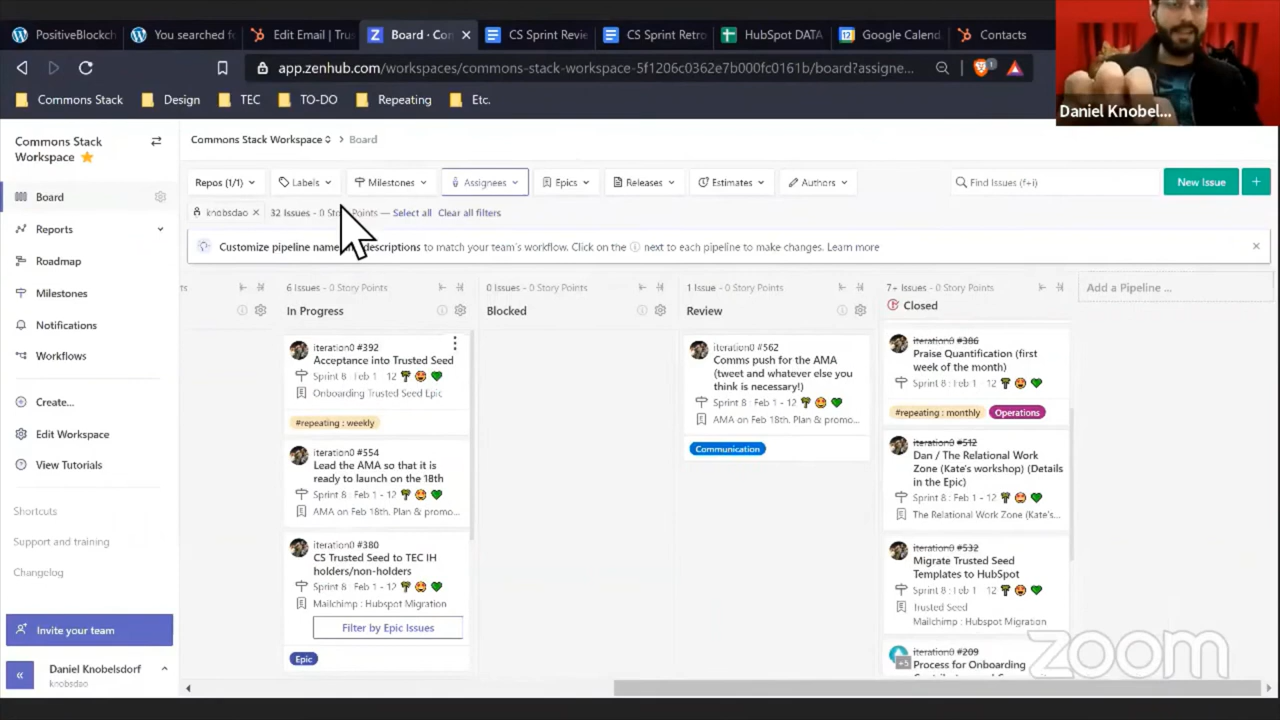 PositiveBlockch
You searched fo
Edit Email | Trus
Board · Con
CS Sprint Revie
CS Sprint Retro
HubSpot DATA
Google Calend
Contacts
app.zenhub.com/workspaces/commons-stack-workspace-5f1206c0362e7b000fc0161b/board?assigne...
Commons Stack
Design
TEC
TO-DO
Repeating
Etc.
Daniel Knobel...
Commons Stack
Workspace
Board
Reports
Roadmap
Milestones
Notifications
Workflows
Create...
Edit Workspace
View Tutorials
Shortcuts
Support and training
Changelog
Invite your team
Daniel Knobelsdorf
knobsdao
Commons Stack Workspace > Board
Repos (1/1)
Labels
Milestones
Assignees
Epics
Releases
Estimates
Authors
Find Issues (f+i)
New Issue
knobsdao
32 Issues - 0 Story Points — Select all Clear all filters
Customize pipeline names descriptions to match your team's workflow. Click on the next to each pipeline to make changes. Learn more
ts
6 Issues - 0 Story Points
In Progress
iteration0 #392
Acceptance into Trusted Seed
Sprint 8 : Feb 1 - 12
Onboarding Trusted Seed Epic
#repeating : weekly
iteration0 #554
Lead the AMA so that it is
ready to launch on the 18th
Sprint 8 : Feb 1 - 12
AMA on Feb 18th. Plan & promo...
iteration0 #380
CS Trusted Seed to TEC IH
holders/non-holders
Sprint 8 : Feb 1 - 12
Mailchimp : Hubspot Migration
Filter by Epic Issues
Epic
0 Issues - 0 Story Points
Blocked
1 Issue - 0 Story Points
Review
iteration0 #562
Comms push for the AMA
(tweet and whatever else you
think is necessary!)
Sprint 8 : Feb 1 - 12
AMA on Feb 18th. Plan & promo...
Communication
7+ Issues - 0 Story Points
Closed
iteration0 #386
Praise Quantification (first
week of the month)
Sprint 8 : Feb 1 - 12
#repeating : monthly
Operations
iteration0 #512
Dan / The Relational Work
Zone (Kate's workshop) (Details
in the Epic)
Sprint 8 : Feb 1 - 12
The Relational Work Zone (Kate's...
iteration0 #532
Migrate Trusted Seed
Templates to HubSpot
Sprint 8 : Feb 1 - 12
Trusted Seed
Mailchimp : Hubspot Migration
iteration0 #209
+5
Process for Onboarding
Add a Pipeline ...
zoom